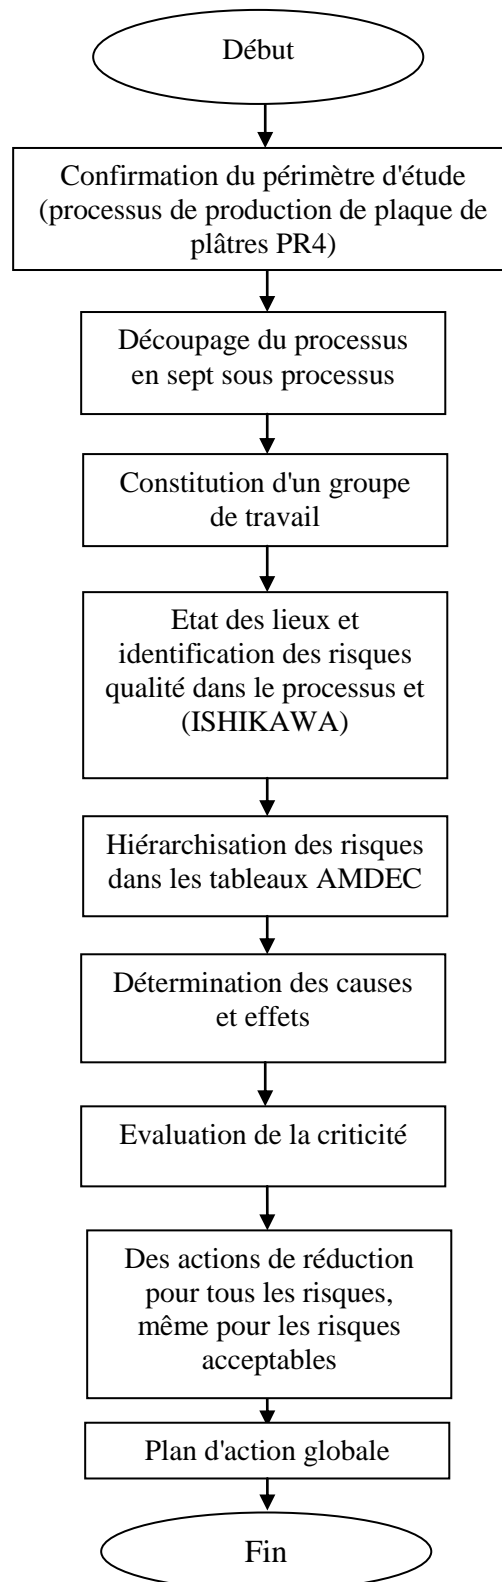 Début
Confirmation du périmètre d'étude
(processus de production de plaque de
plâtres PR4)
Découpage du processus
en sept sous processus
Constitution d'un groupe
de travail
Etat des lieux et
identification des risques
qualité dans le processus et
(ISHIKAWA)
Hiérarchisation des risques
dans les tableaux AMDEC
Détermination des causes
et effets
Evaluation de la criticité
Des actions de réduction
pour tous les risques,
même pour les risques
acceptables
Plan d'action globale
Fin